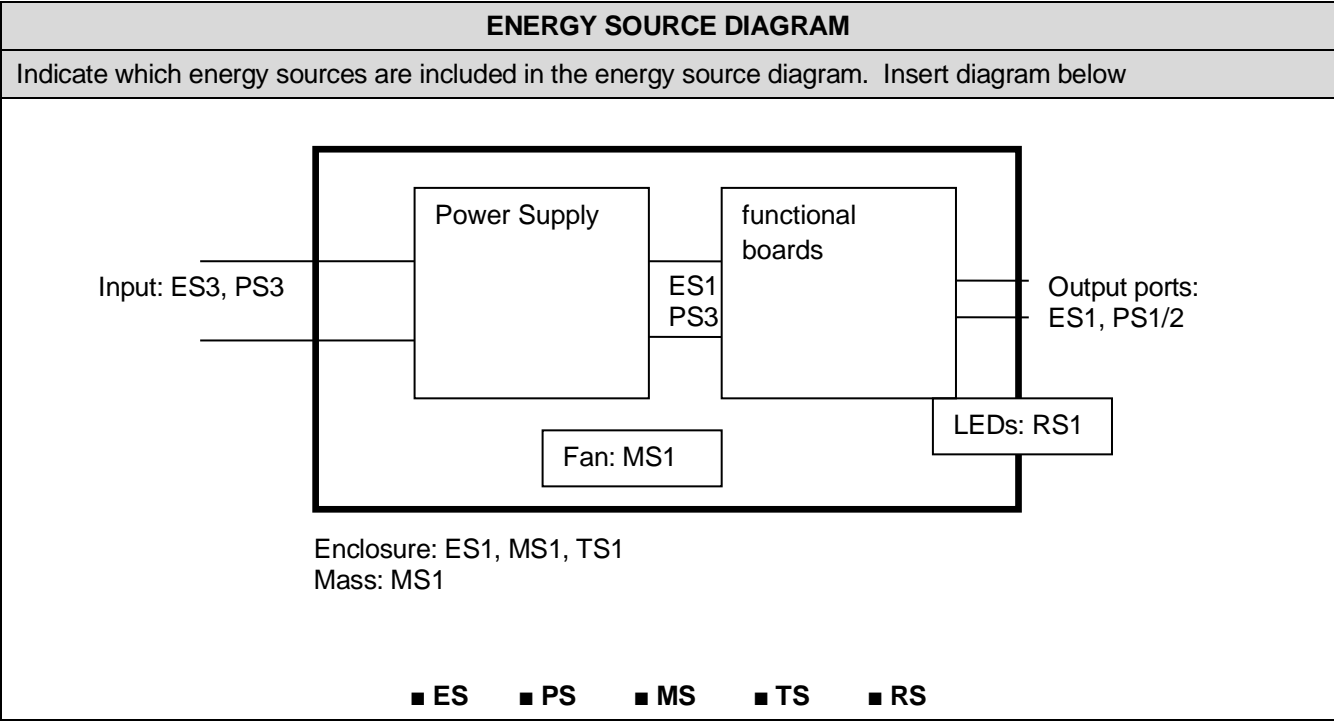 ENERGY SOURCE DIAGRAM
Indicate which energy sources are included in the energy source diagram. Insert diagram below
Power Supply
functional
boards
Input: ES3, PS3
ES1
PS3
Output ports:
ES1, PS1/2
LEDs: RS1
Fan: MS1
Enclosure: ES1, MS1, TS1
Mass: MS1
■ ES ■ PS ■ MS ■ TS ■ RS